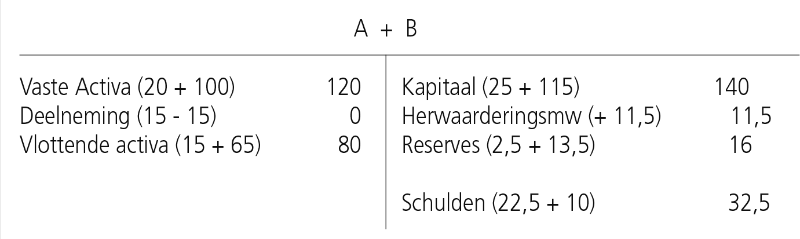 A + B
Vaste Activa (20 + 100) 120 Kapitaal (25 + 115) 140
Deelneming (15 - 15) 0 Herwaarderingsmw (+ 11,5) 11,5
Vlottende activa (15 + 65) 80 Reserves (2,5 + 13,5) 16
Schulden (22,5 + 10) 32,5